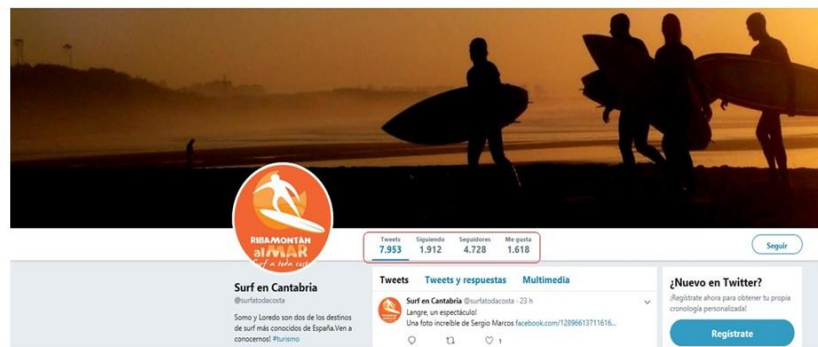 RIBAMONTÁN
al MAR
Surf a toda costa
Tweets Siguiendo Seguidores Me gusta
7.953 1.912 4.728 1.618
Seguir
Surf en Cantabria
@surfatodacosta
Somo y Loredo son dos de los destinos
de surf más conocidos de España.Ven a
conocernos! #turismo
Tweets Tweets y respuestas Multimedia
Surf en Cantabria @surfatodacosta · 23 h
Langre, un espectáculo!
Una foto increíble de Sergio Marcos facebook.com/12896613711616...
1
¿Nuevo en Twitter?
¡Regístrate ahora para obtener tu propia
cronología personalizada!
Regístrate